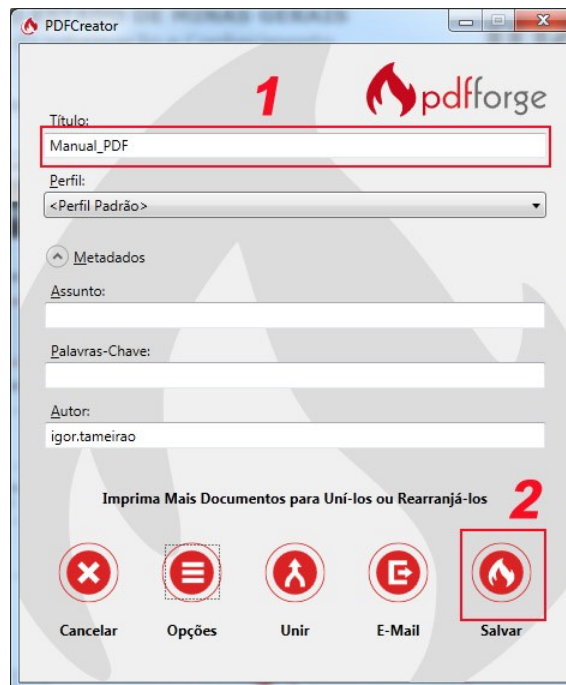 PDFCreator
1
pdfforge
Título:
Manual_PDF
Perfil:
<Perfil Padrão>
Metadados
Assunto:
Palavras-Chave:
Autor:
igor.tameirao
Imprima Mais Documentos para Uní-los ou Rearranjá-los
2
Cancelar Opções Unir E-Mail Salvar